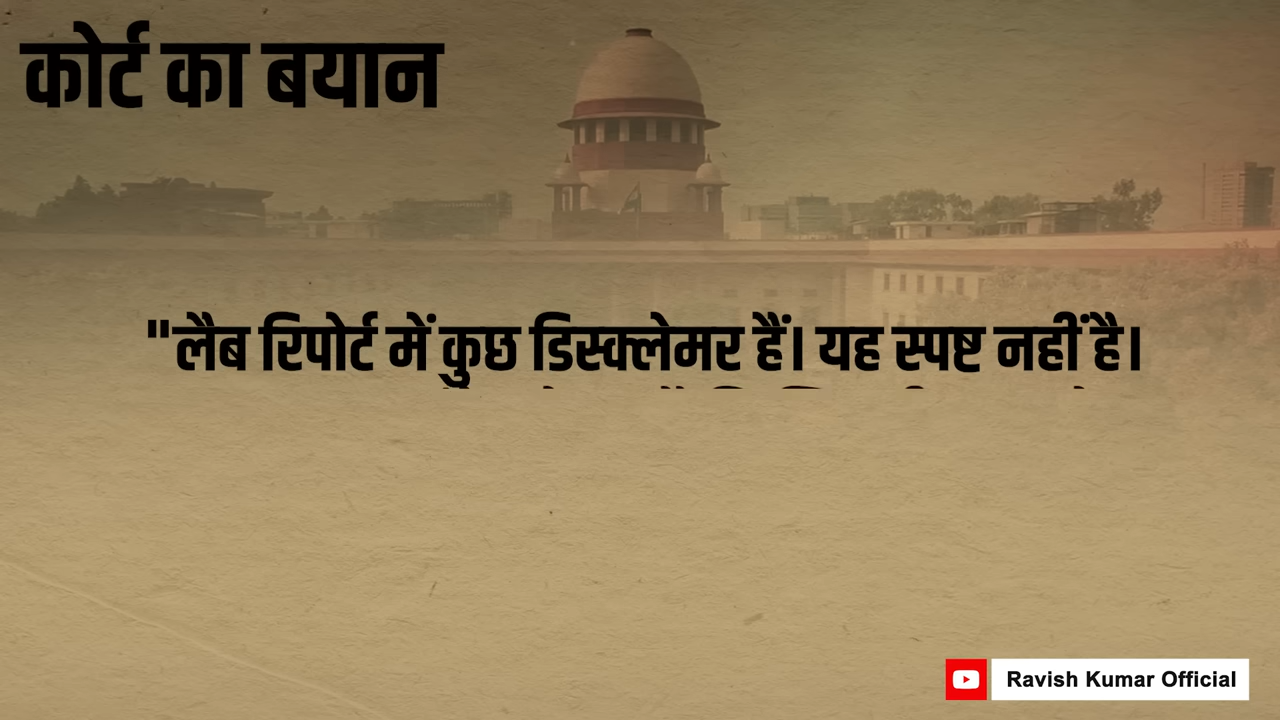 कोर्ट का बयान
"लैब रिपोर्ट में कुछ डिस्क्लेमर हैं। यह स्पष्ट नहीं है।
Ravish Kumar Official